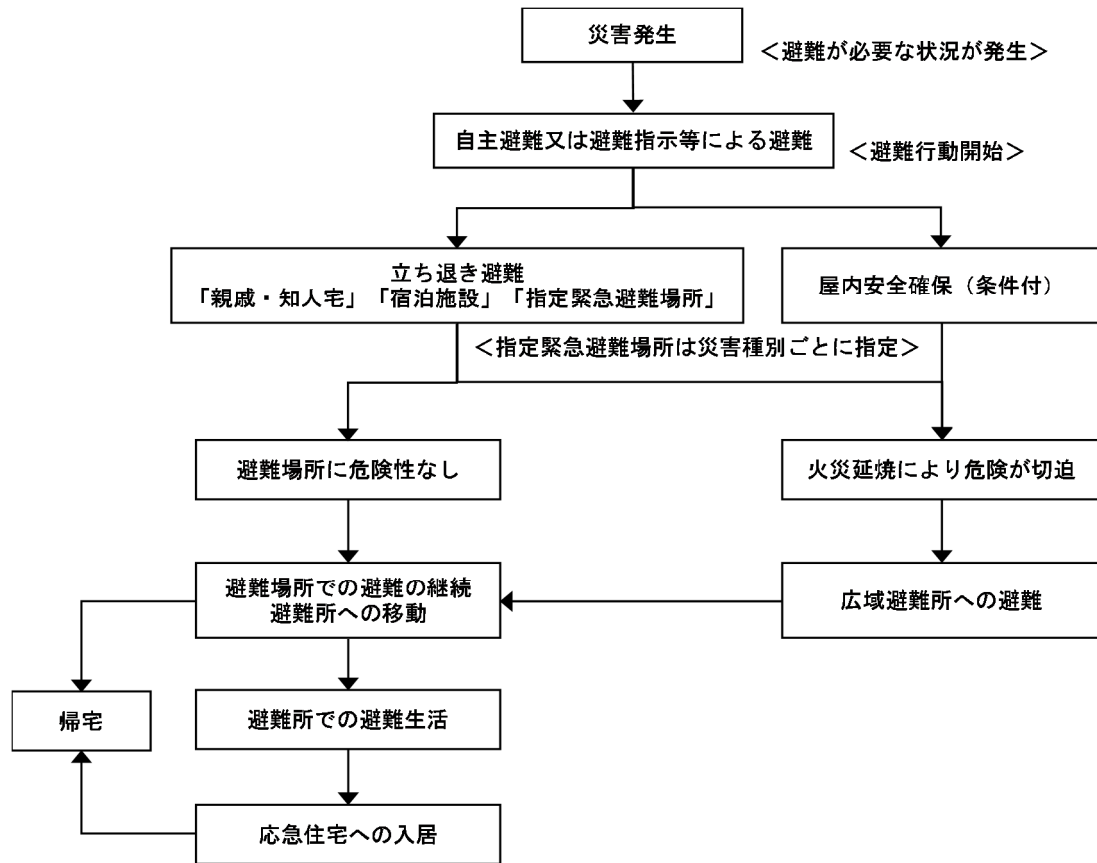 災害発生
＜避難が必要な状況が発生＞
自主避難又は避難指示等による避難
＜避難行動開始＞
立ち退き避難
「親戚・知人宅」「宿泊施設」「指定緊急避難場所」
屋内安全確保（条件付）
＜指定緊急避難場所は災害種別ごとに指定＞
避難場所に危険性なし
火災延焼により危険が切迫
避難場所での避難の継続
避難所への移動
広域避難所への避難
帰宅
避難所での避難生活
応急住宅への入居